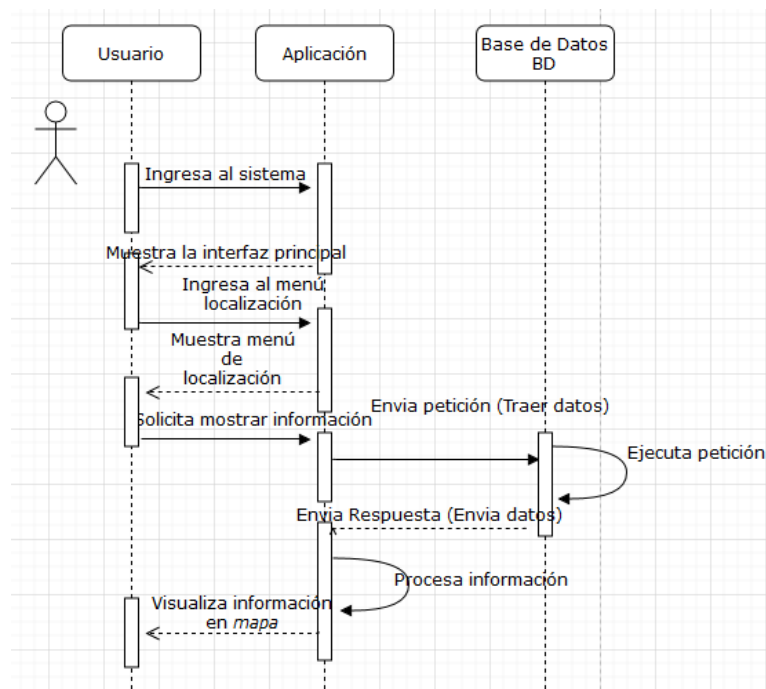 Usuario
Aplicación
Base de Datos
BD
Ingresa al sistema
Muestra la interfaz principal
Ingresa al menú
localización
Muestra menú
de
localización
Envia petición (Traer datos)
Solicita mostrar información
Ejecuta petición
Envia Respuesta (Envia datos)
Procesa información
Visualiza información
en mapa